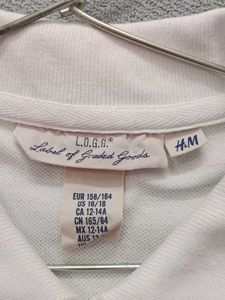 L.O.G.G.®
Label of Graded Goods
H&M
EUR 158/164
US 16/18
CA 12-14A
CN 165/84
MX 12-14A
AUS